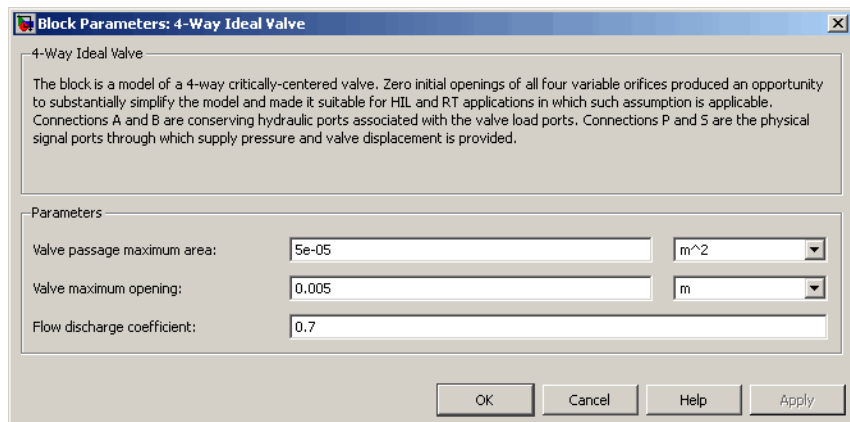 Block Parameters: 4-Way Ideal Valve
4-Way Ideal Valve
The block is a model of a 4-way critically-centered valve. Zero initial openings of all four variable orifices produced an opportunity
to substantially simplify the model and made it suitable for HIL and RT applications in which such assumption is applicable.
Connections A and B are conserving hydraulic ports associated with the valve load ports. Connections P and S are the physical
signal ports through which supply pressure and valve displacement is provided.
Parameters
Valve passage maximum area: 5e-05 m^2
Valve maximum opening: 0.005 m
Flow discharge coefficient: 0.7
OK Cancel Help Apply